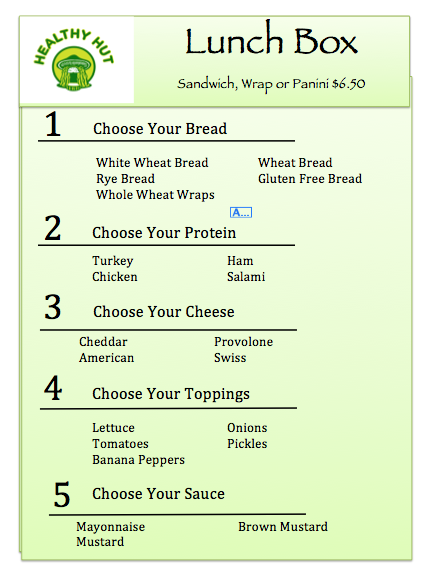 HEALTHY HUT
Lunch Box
Sandwich, Wrap or Panini $6.50
1 Choose Your Bread
White Wheat Bread Wheat Bread
Rye Bread Gluten Free Bread
Whole Wheat Wraps
A...
2 Choose Your Protein
Turkey Ham
Chicken Salami
3 Choose Your Cheese
Cheddar Provolone
American Swiss
4 Choose Your Toppings
Lettuce Onions
Tomatoes Pickles
Banana Peppers
5 Choose Your Sauce
Mayonnaise Brown Mustard
Mustard